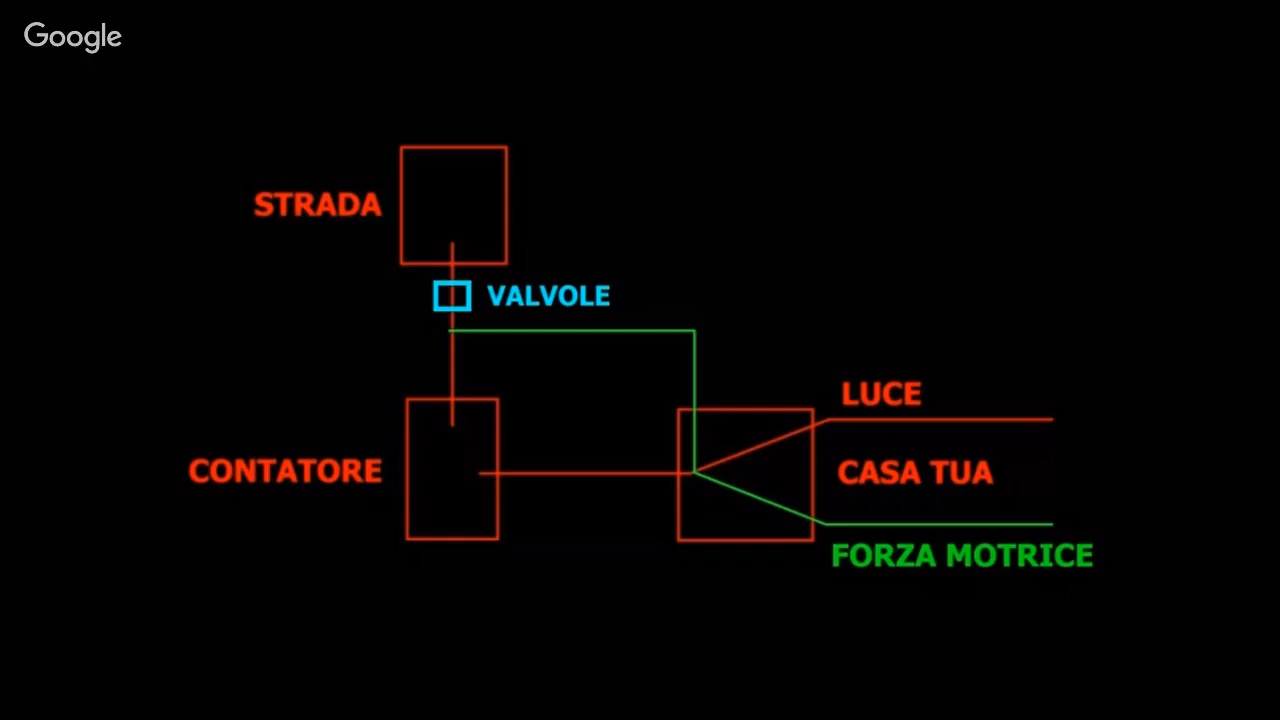 Google
STRADA
VALVOLE
LUCE
CONTATORE
CASA TUA
FORZA MOTRICE